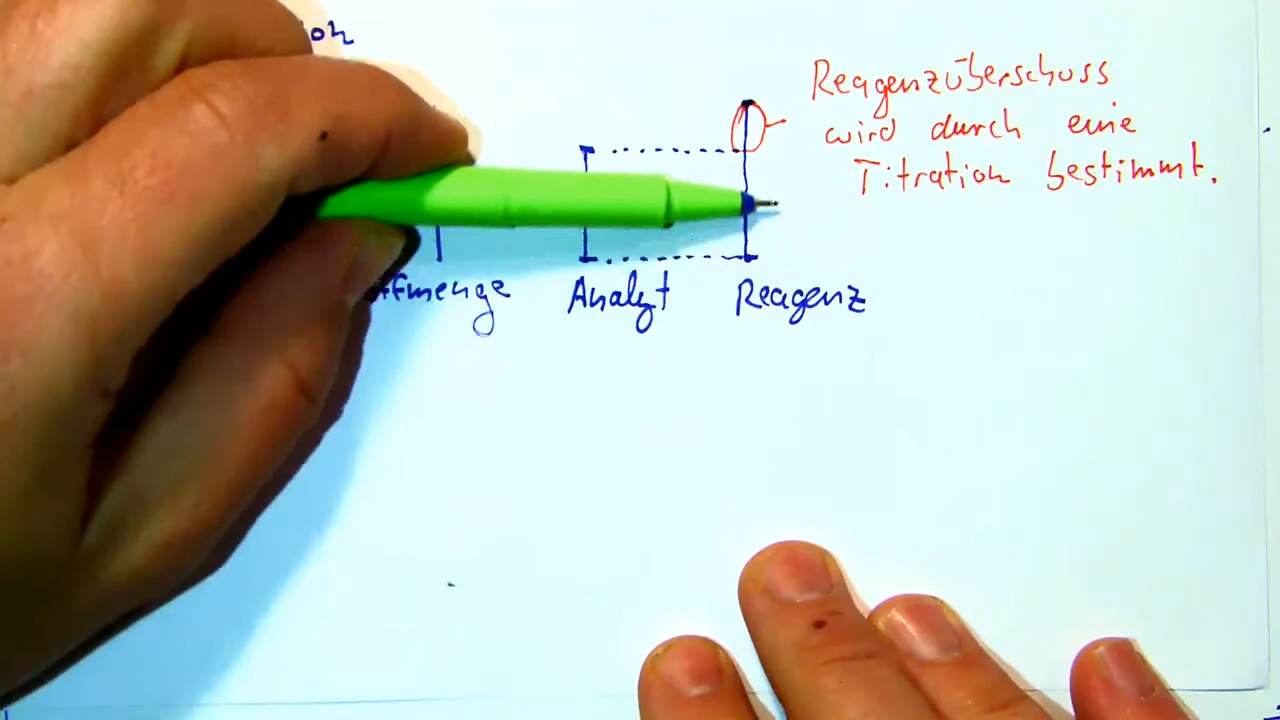 Reagenzüberschuss
wird durch eine
Titration bestimmt.
Analyt Reagenz